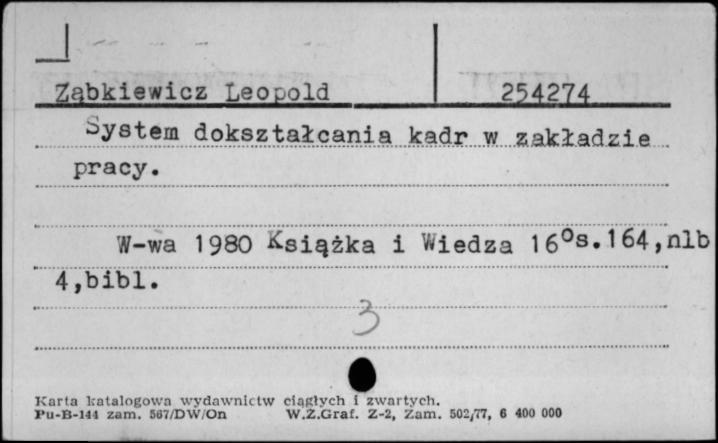 Ząbkiewicz Leopold 254274
System dokształcania kadr w zakładzie
pracy.
W-wa 1980 Książka i Wiedza 16°s.164,nlb
4,bibl.
3
Karta katalogowa wydawnictw ciągłych i zwartych.
Pu-B-144 zam. 567/DW/On W.Z.Graf. Z-2, Zam. 502/77, 6 400 000